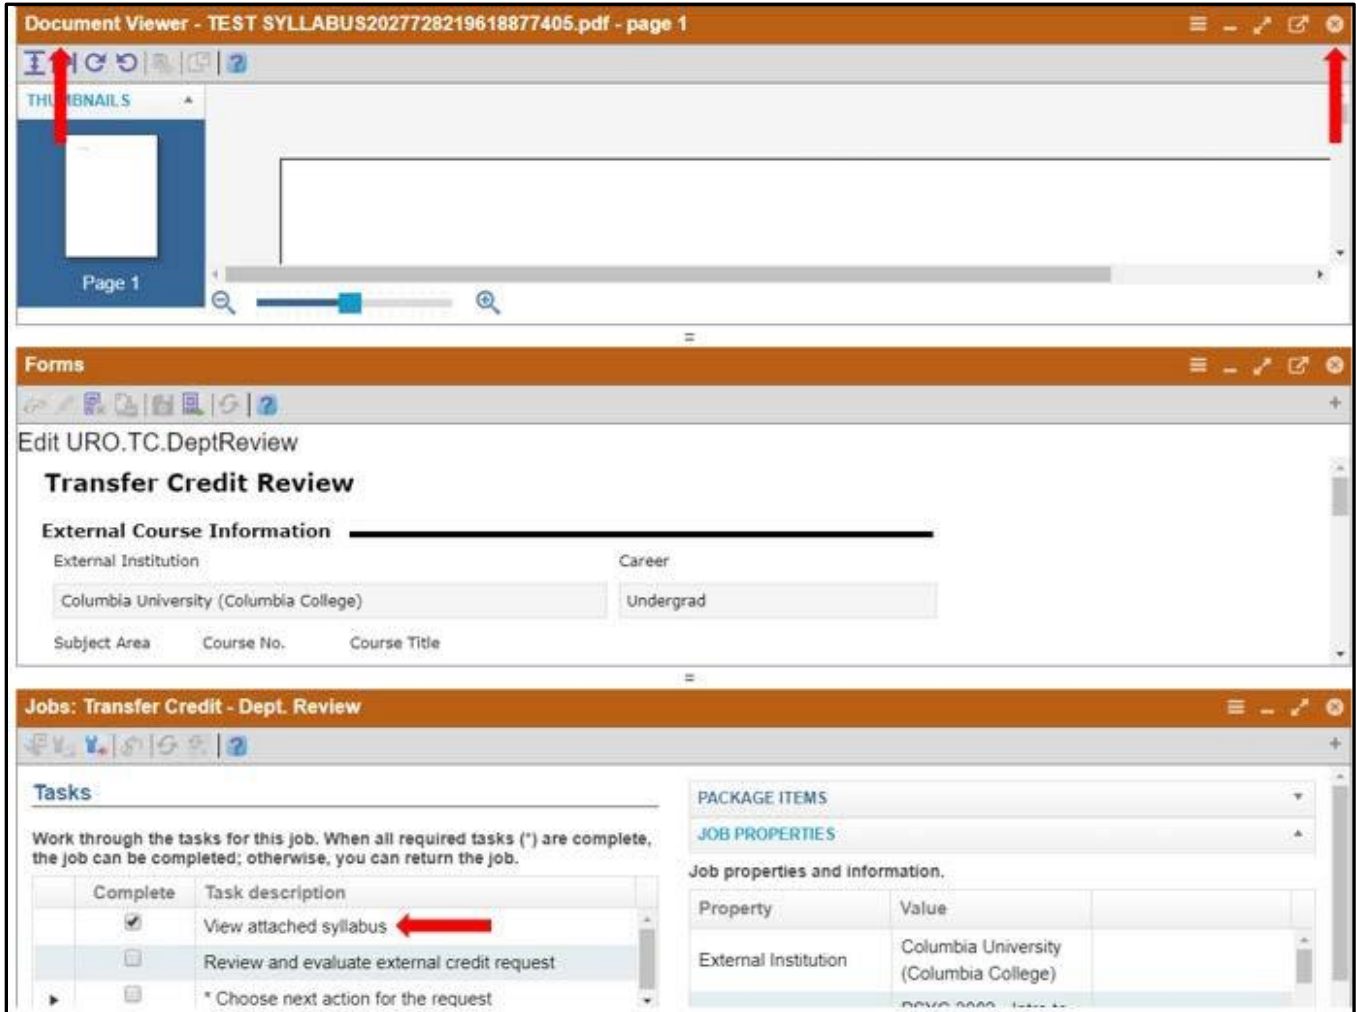 Document Viewer - TEST SYLLABUS2027728219618877405.pdf - page 1
THUMBNAILS
Page 1
Forms
Edit URO.TC.DeptReview
Transfer Credit Review
External Course Information
External Institution Career
Columbia University (Columbia College) Undergrad
Subject Area Course No. Course Title
Jobs: Transfer Credit - Dept. Review
Tasks
PACKAGE ITEMS
Work through the tasks for this job. When all required tasks (*) are complete,
the job can be completed; otherwise, you can return the job.
JOB PROPERTIES
Job properties and information.
Complete Task description
Property Value
View attached syllabus
Review and evaluate external credit request
* Choose next action for the request
External Institution Columbia University
(Columbia College)